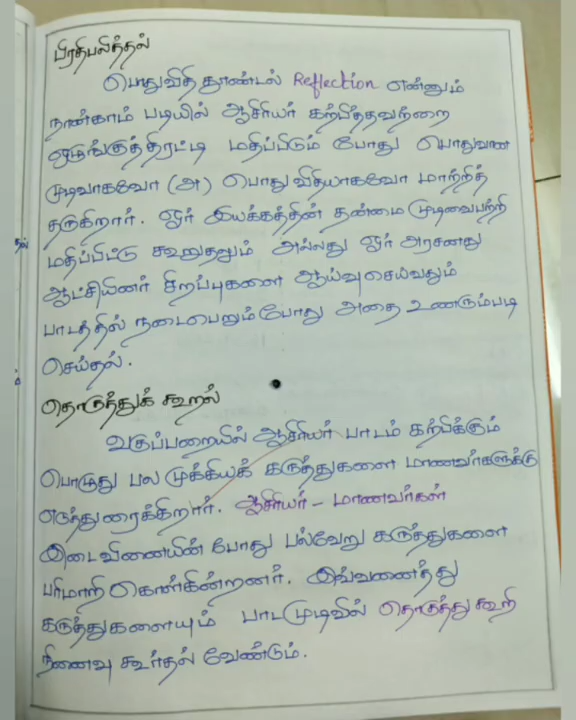 பிரதிபலித்தல்
பொதுவிதி தூண்டல் Reflection என்னும்
நான்காம் படியில் ஆசிரியர் கற்பித்தவற்றை
ஒருங்குத்திரட்டி மதிப்பிடும் போது பொதுவான
முடிவாகவோ (அ) பொது விதியாகவோ மாற்றித்
தருகிறார். ஓர் இயக்கத்தின் தன்மை முடிவைபற்றி
மதிப்பிட்டு கூறுதலும் அல்லது ஓர் அரசனது
ஆட்சியினர் சிறப்புகளை ஆய்வு செய்வதும்
பாடத்தில் நடைபெறும்போது அதை உணரும்படி
செய்தல்.
தொகுத்துக் கூறல்
வகுப்பறையில் ஆசிரியர் பாடம் கற்பிக்கும்
பொழுது பல முக்கியக் கருத்துகளை மாணவர்களுக்கு
எடுத்துரைக்கிறார். ஆசிரியர் - மாணவர்கள்
இடைவினையின் போது பல்வேறு கருத்துகளை
பரிமாறி கொள்கின்றனர். இவ்வனைத்து
கருத்துகளையும் பாடமுடிவில் தொகுத்து கூறி
நினைவு கூர்தல் வேண்டும்.